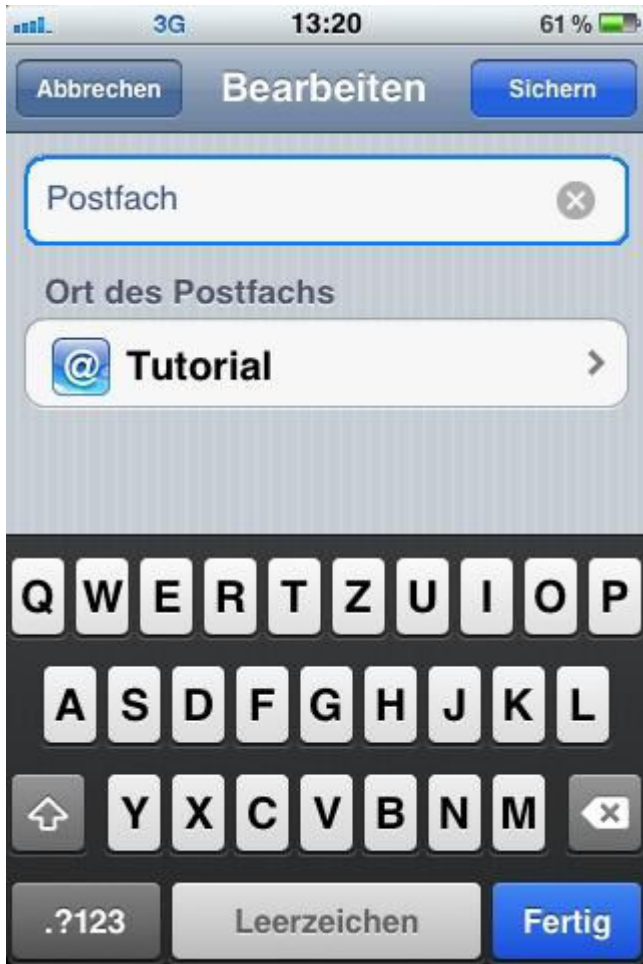 3G 13:20 61 %
Abbrechen Bearbeiten Sichern
Postfach
Ort des Postfachs
@ Tutorial
Q W E R T Z U I O P
A S D F G H J K L
Y X C V B N M
.?123 Leerzeichen Fertig